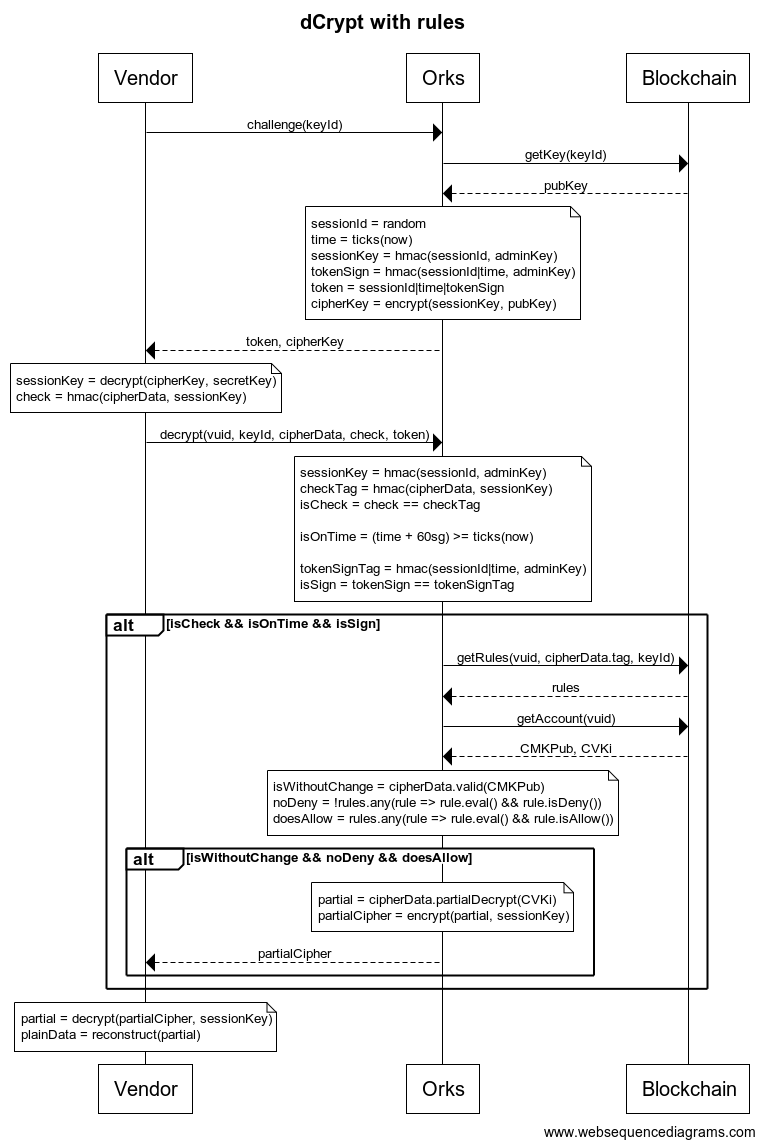 dCrypt with rules
Vendor
Orks
Blockchain
challenge(keyId)
getKey(keyId)
pubKey
sessionId = random
time = ticks(now)
sessionKey = hmac(sessionId, adminKey)
tokenSign = hmac(sessionId|time, adminKey)
token = sessionId|time|tokenSign
cipherKey = encrypt(sessionKey, pubKey)
token, cipherKey
sessionKey = decrypt(cipherKey, secretKey)
check = hmac(cipherData, sessionKey)
decrypt(vuid, keyId, cipherData, check, token)
sessionKey = hmac(sessionId, adminKey)
checkTag = hmac(cipherData, sessionKey)
isCheck = check == checkTag
isOnTime = (time + 60sg) >= ticks(now)
tokenSignTag = hmac(sessionId|time, adminKey)
isSign = tokenSign == tokenSignTag
alt [isCheck && isOnTime && isSign]
getRules(vuid, cipherData.tag, keyId)
rules
getAccount(vuid)
CMKPub, CVKi
isWithoutChange = cipherData.valid(CMKPub)
noDeny = !rules.any(rule => rule.eval() && rule.isDeny())
doesAllow = rules.any(rule => rule.eval() && rule.isAllow())
alt [isWithoutChange && noDeny && doesAllow]
partial = cipherData.partialDecrypt(CVKi)
partialCipher = encrypt(partial, sessionKey)
partialCipher
partial = decrypt(partialCipher, sessionKey)
plainData = reconstruct(partial)
Vendor
Orks
Blockchain
www.websequencediagrams.com